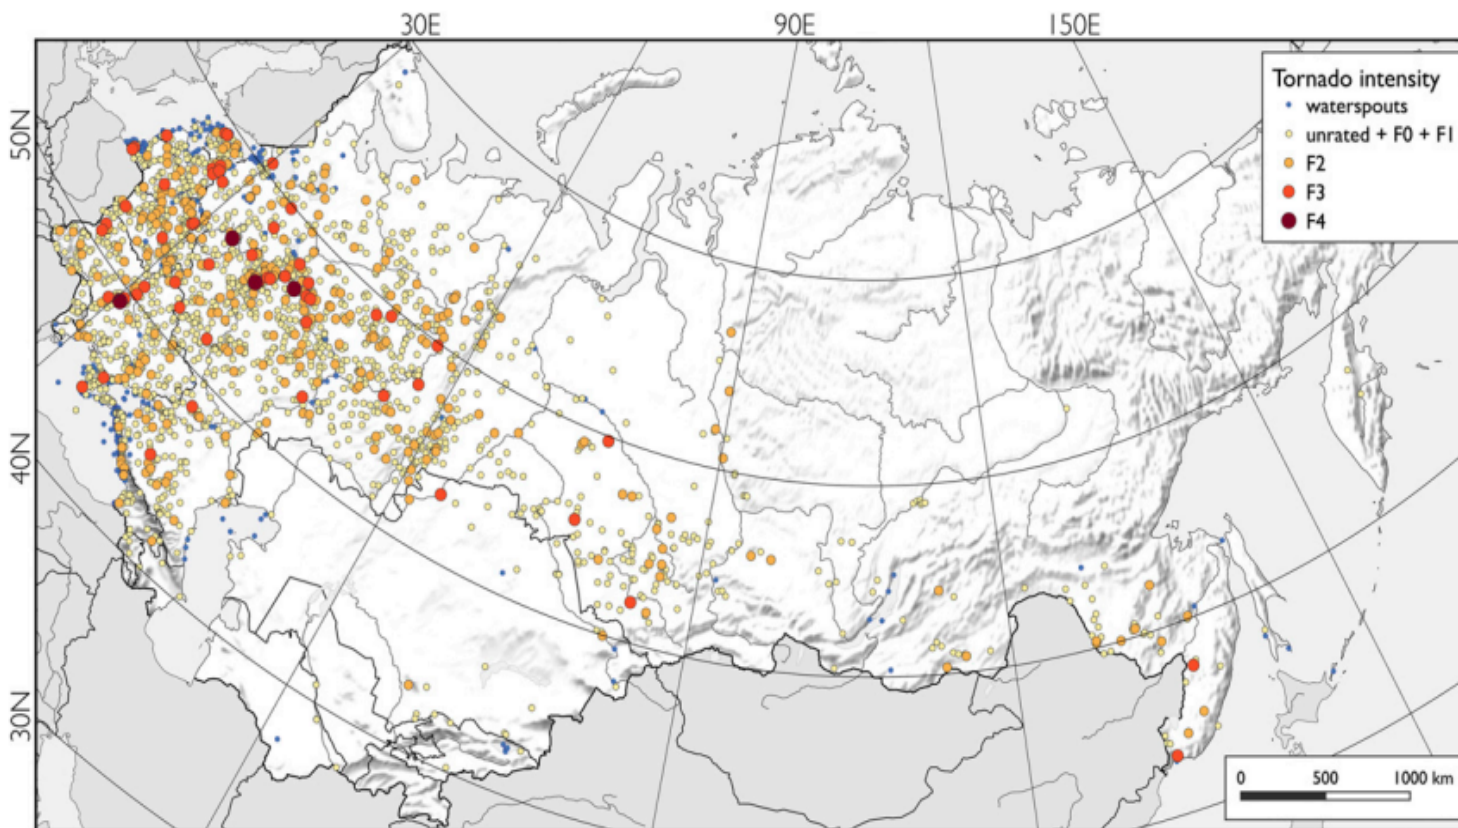 30E 90E 150E
50N
40N
30N
Tornado intensity
waterspouts
unrated + F0 + F1
F2
F3
F4
0 500 1000 km